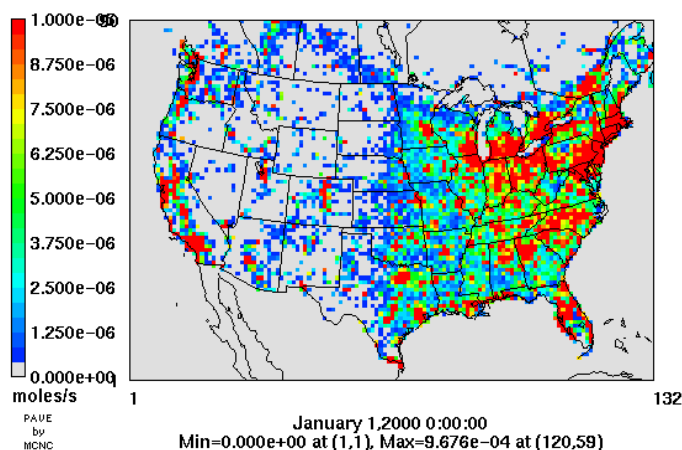 1.000e-05
90
8.750e-06
7.500e-06
6.250e-06
5.000e-06
3.750e-06
2.500e-06
1.250e-06
0.000e+00
1
moles/s
1
132
PAVE
by
MCNC
January 1,2000 0:00:00
Min=0.000e+00 at (1,1), Max=9.676e-04 at (120,59)